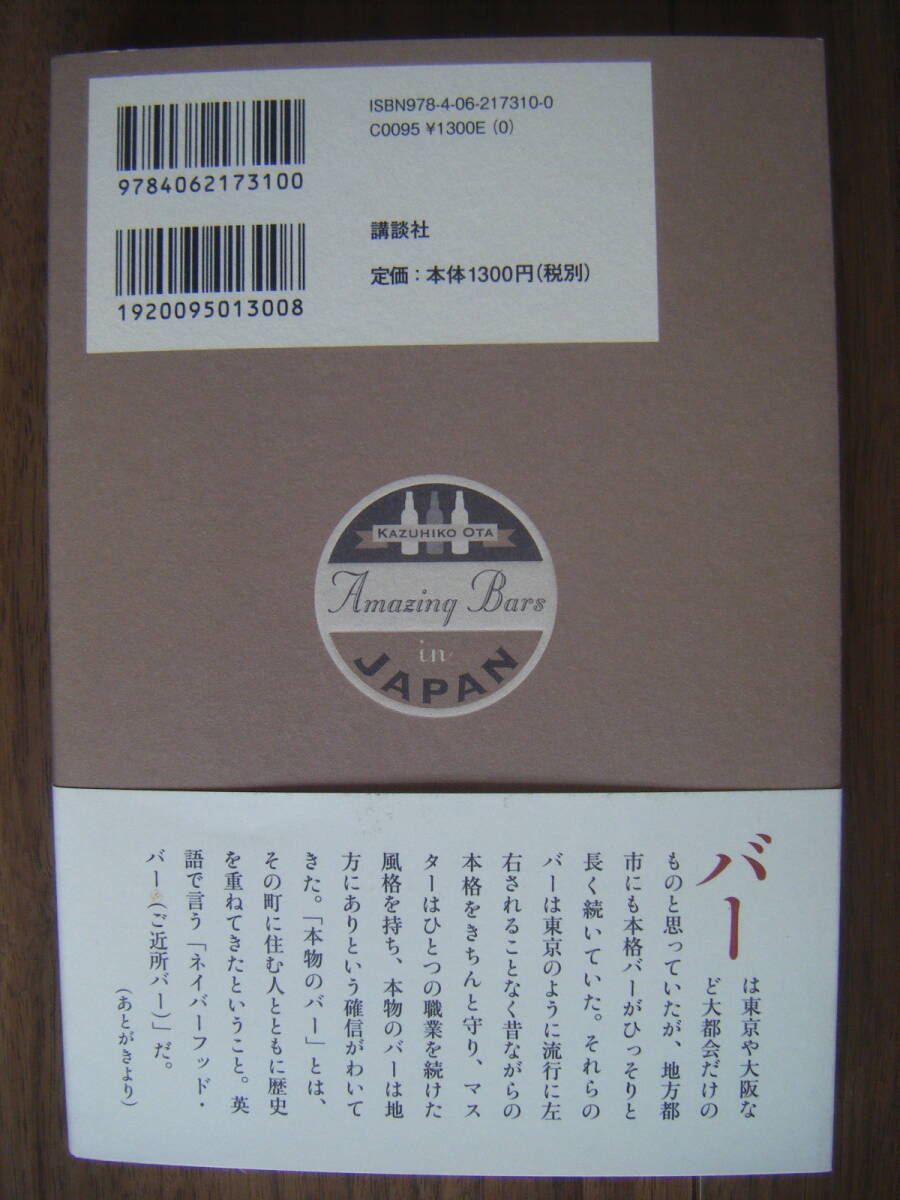 ISBN978-4-06-217310-0
C0095 ¥1300E (0)
9784062173100
講談社
定価：本体1300円（税別）
1920095013008
KAZUHIKO OTA
Amazing Bars
in
JAPAN
バー
は東京や大阪な
ど大都会だけの
ものと思っていたが、地方都
市にも本格バーがひっそりと
長く続いていた。それらの
バーは東京のように流行に左
右されることなく昔ながらの
本格をきちんと守り、マス
ターはひとつの職業を続けた
風格を持ち、本物のバーは地
方にありという確信がわいて
きた。「本物のバー」とは、
その町に住む人とともに歴史
を重ねてきたということ。英
語で言う「ネイバーフッド・
バー（ご近所バー）」だ。
（あとがきより）